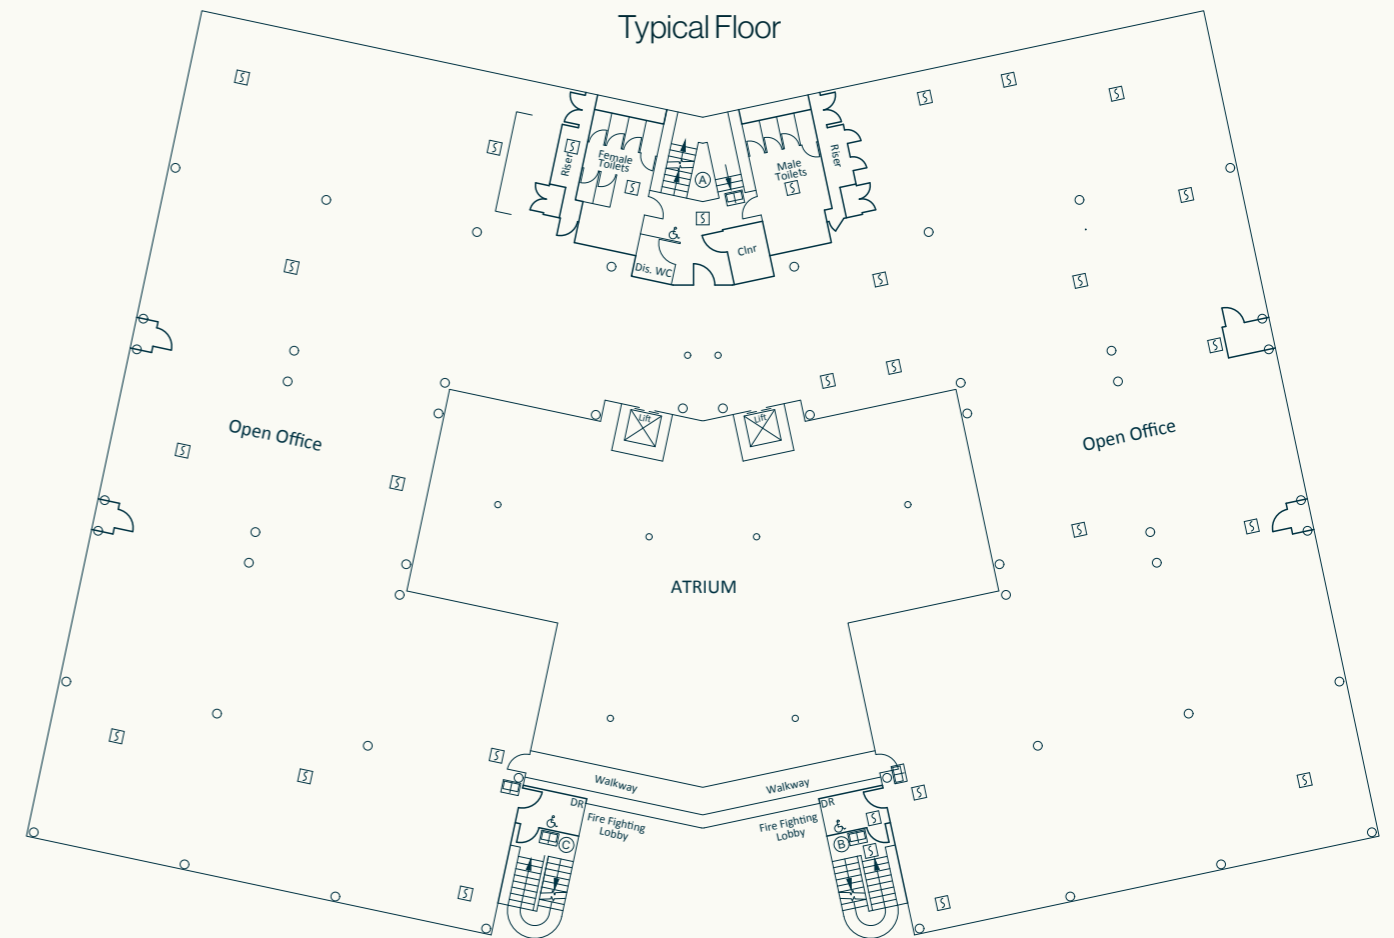 Typical Floor
Riser
Female
Toilets
A
Male
Toilets
Riser
Dis. WC
Clnr
Lift
Lift
Open Office
Open Office
ATRIUM
Walkway
Walkway
DR
DR
Fire Fighting
Lobby
Fire Fighting
Lobby
C
B